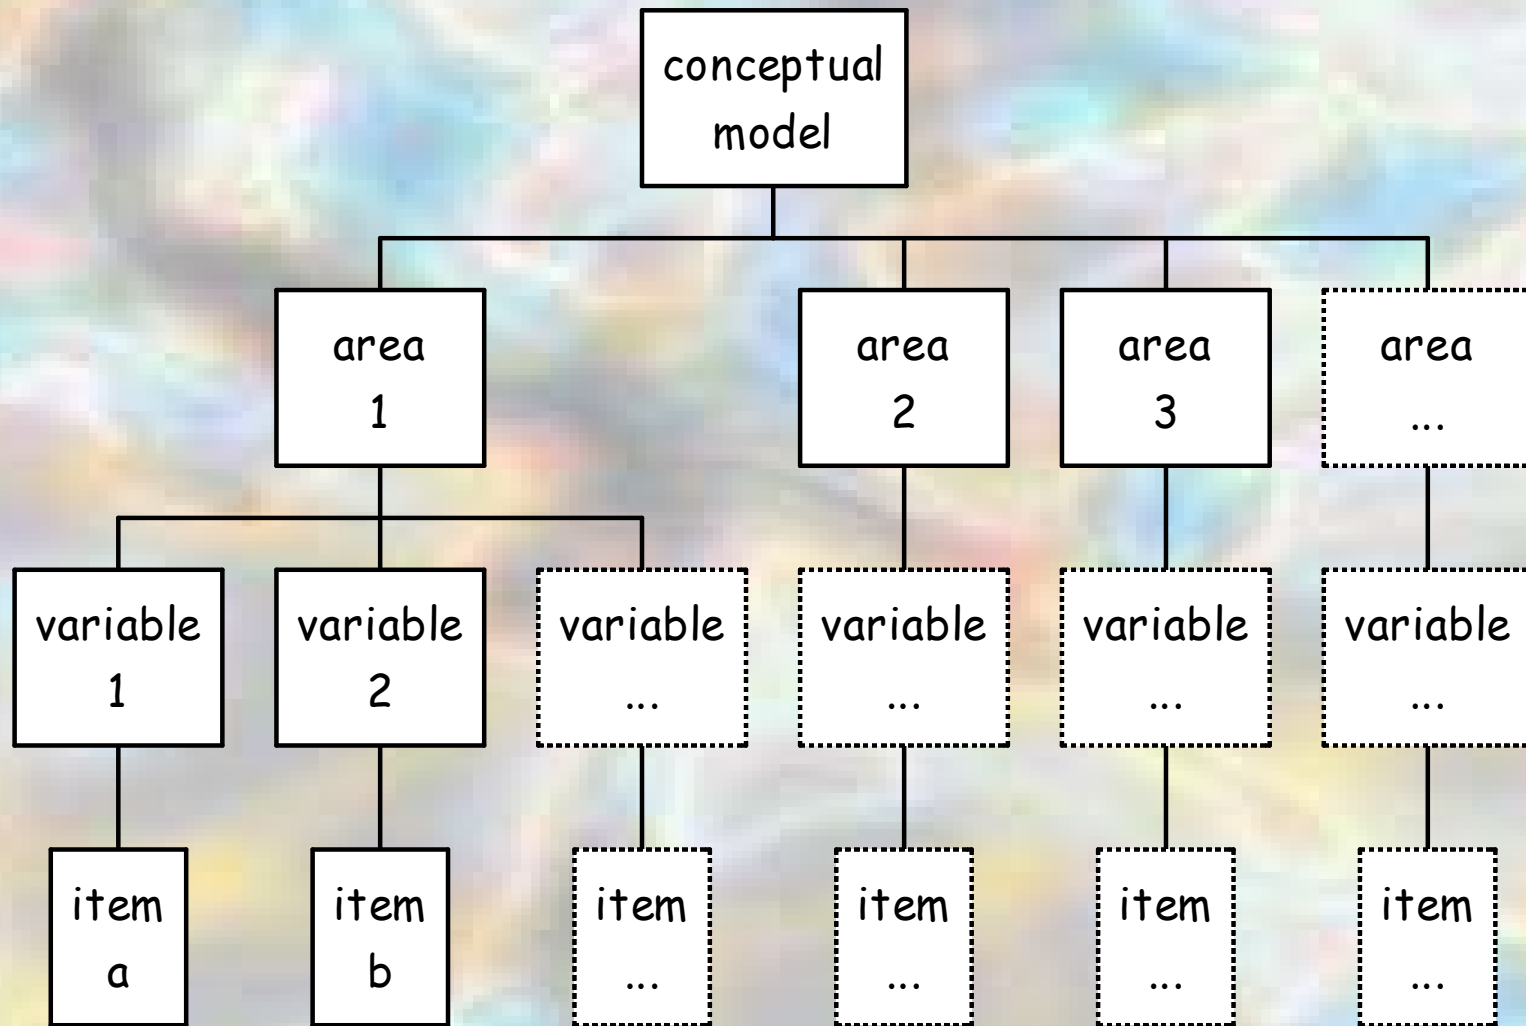 conceptual
model
area
1
area
2
area
3
area
...
variable
1
variable
2
variable
...
variable
...
variable
...
variable
...
item
a
item
b
item
...
item
...
item
...
item
...